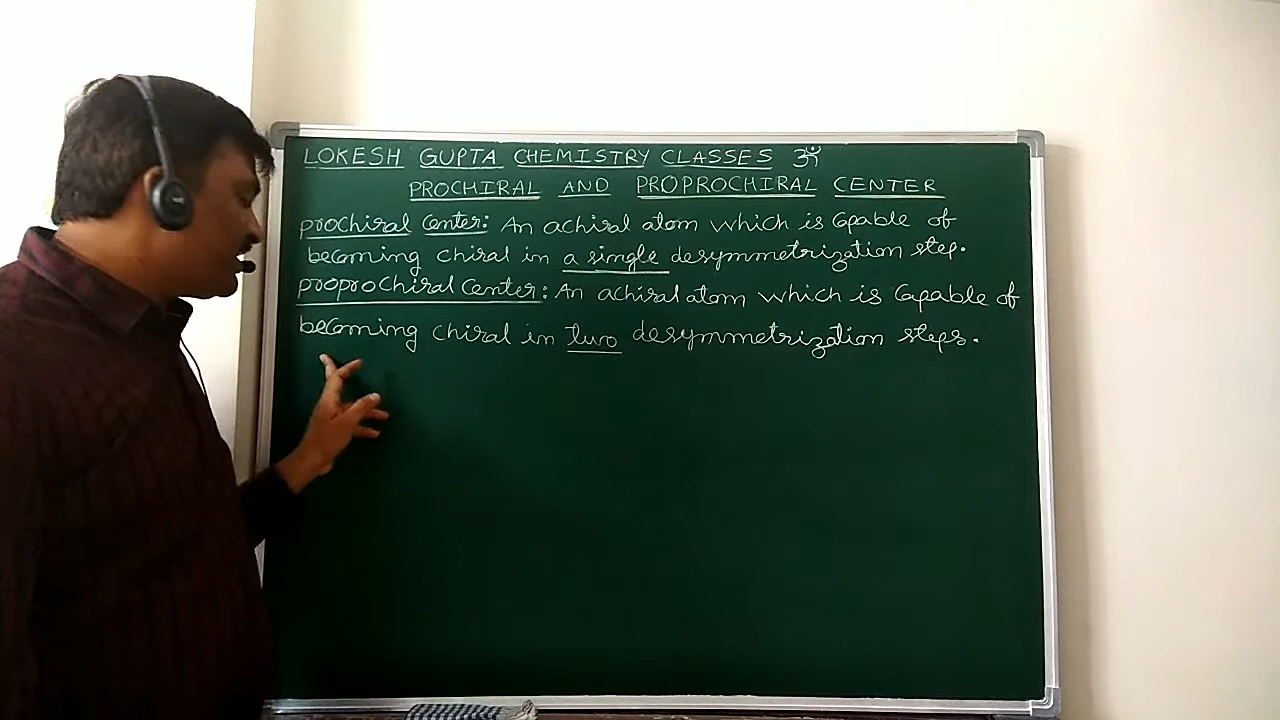 LOKESH GUPTA CHEMISTRY CLASSES ॐ
PROCHIRAL AND PROPROCHIRAL CENTER
prochiral center: An achiral atom which is capable of
becoming chiral in a single desymmetrization step.
proprochiral center: An achiral atom which is capable of
becoming chiral in two desymmetrization steps.